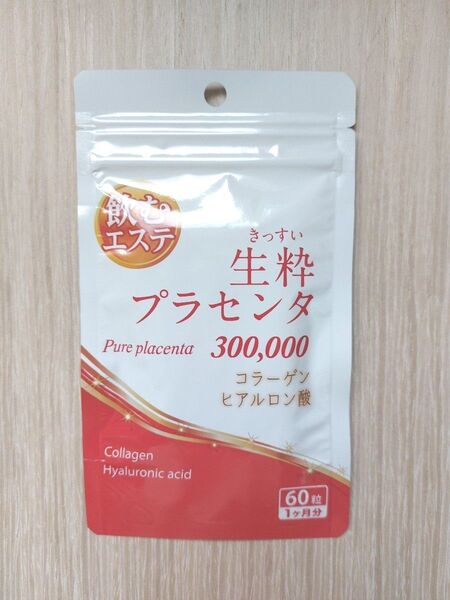 飲む
エステ
きっすい
生粋
プラセンタ
Pure placenta 300,000
コラーゲン
ヒアルロン酸
Collagen
Hyaluronic acid
60粒
1ヶ月分